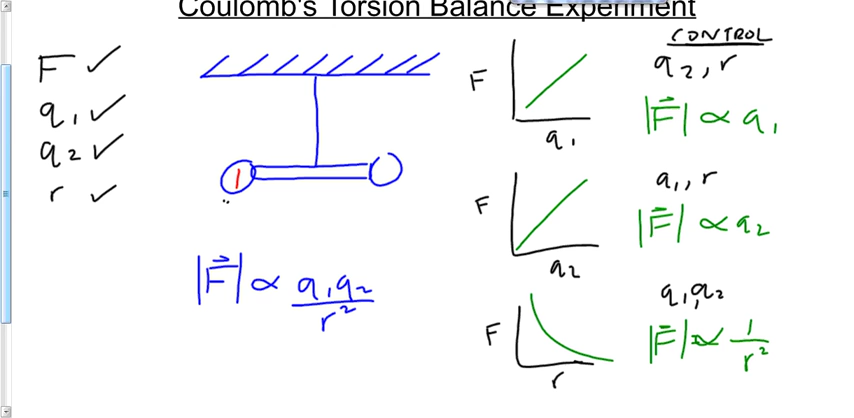 Coulomb's Torsion Balance Experiment
F ✓
q₁ ✓
q₂ ✓
r ✓
1
|F⃗| ∝ q₁q₂/r²
CONTROL
F
q₁
q₂, r
|F⃗| ∝ q₁
F
q₂
q₁, r
|F⃗| ∝ q₂
F
r
q₁, q₂
|F⃗| ∝ 1/r²